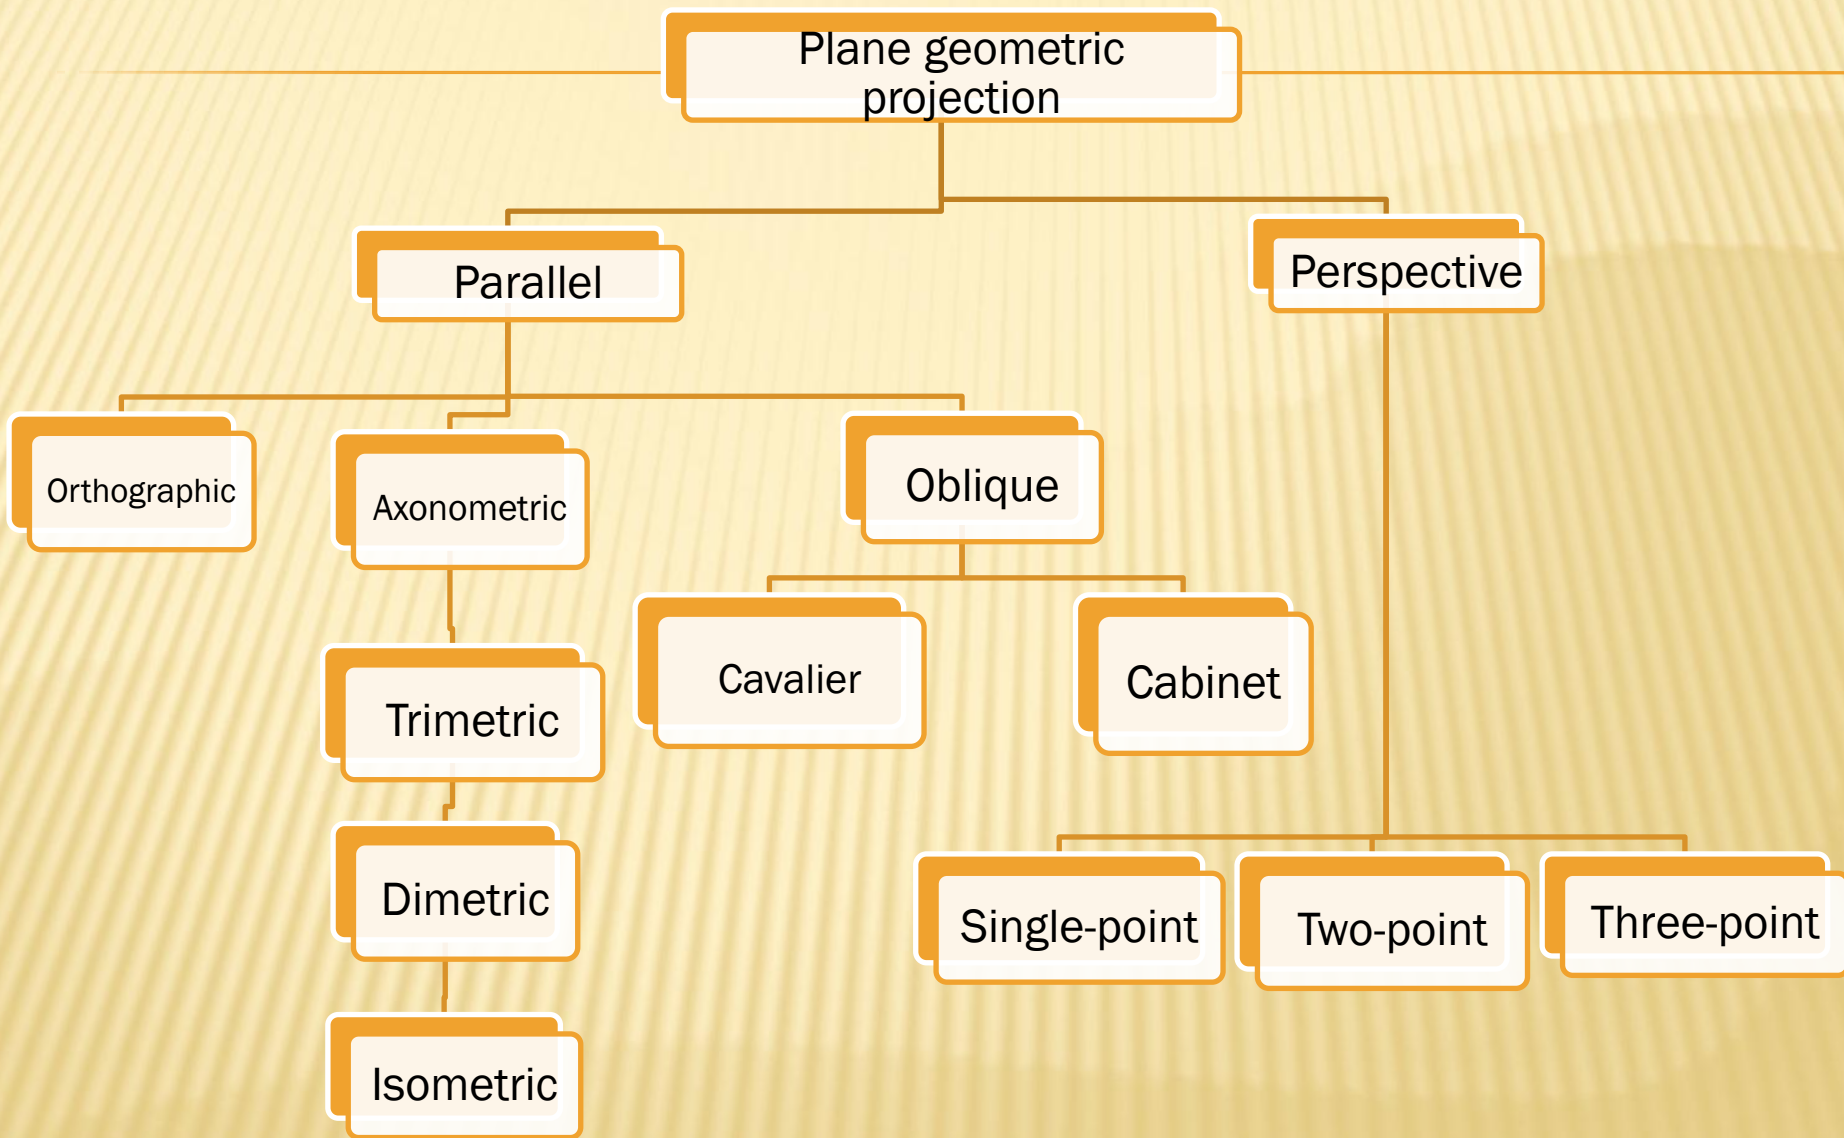 Plane geometric
projection
Parallel
Perspective
Orthographic
Axonometric
Oblique
Cavalier
Cabinet
Trimetric
Dimetric
Isometric
Single-point
Two-point
Three-point